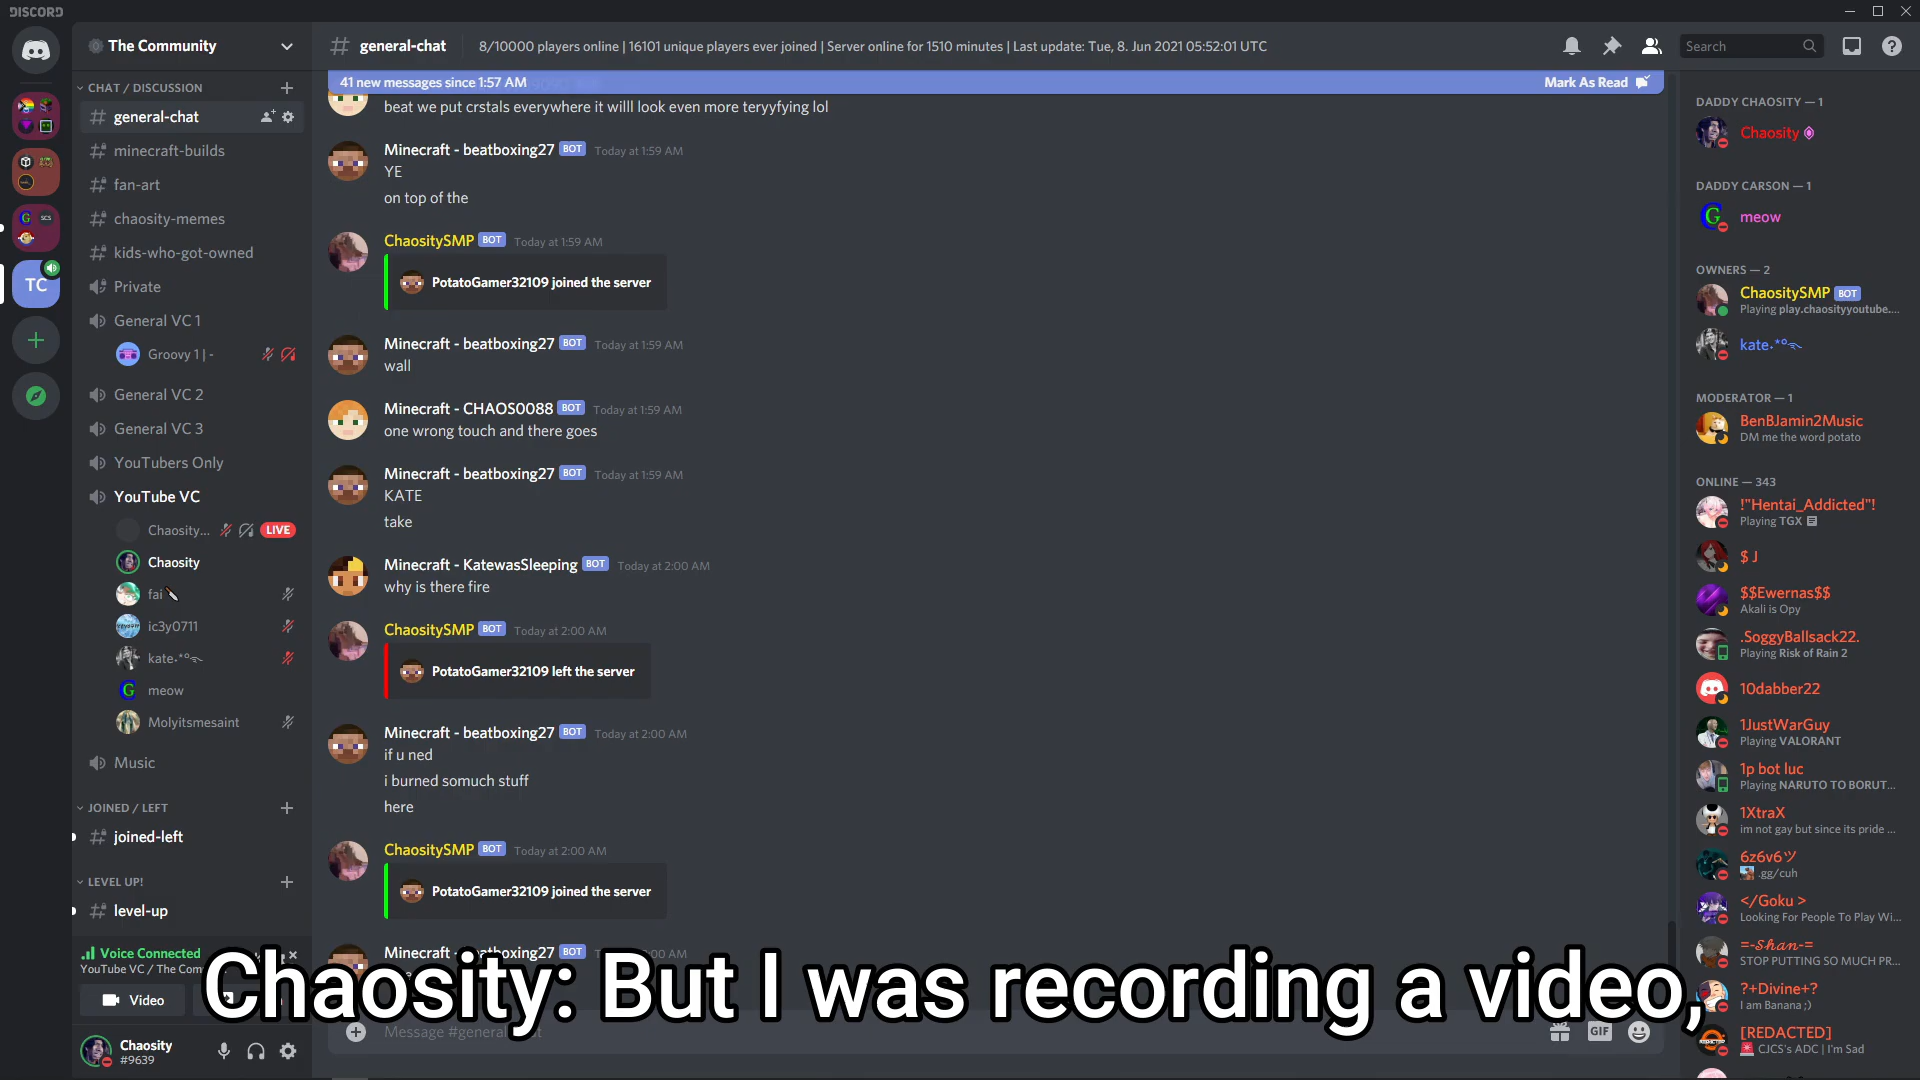 DISCORD
The Community
general-chat
8/10000 players online | 16101 unique players ever joined | Server online for 1510 minutes | Last update: Tue, 8. Jun 2021 05:52:01 UTC
Search
CHAT / DISCUSSION
general-chat
minecraft-builds
fan-art
chaosity-memes
kids-who-got-owned
Private
General VC 1
Groovy 1 | -
General VC 2
General VC 3
YouTubers Only
YouTube VC
Chaosity... LIVE
Chaosity
fai
ic3y0711
kate
meow
Molyitsmesaint
Music
JOINED / LEFT
joined-left
LEVEL UP!
level-up
Voice Connected
YouTube VC / The Com
Video
Chaosity
#9639
TC
41 new messages since 1:57 AM
Mark As Read
beat we put crstals everywhere it willl look even more teryyfying lol
Minecraft - beatboxing27 BOT Today at 1:59 AM
YE
on top of the
ChaositySMP BOT Today at 1:59 AM
PotatoGamer32109 joined the server
Minecraft - beatboxing27 BOT Today at 1:59 AM
wall
Minecraft - CHAOS0088 BOT Today at 1:59 AM
one wrong touch and there goes
Minecraft - beatboxing27 BOT Today at 1:59 AM
KATE
take
Minecraft - KatewasSleeping BOT Today at 2:00 AM
why is there fire
ChaositySMP BOT Today at 2:00 AM
PotatoGamer32109 left the server
Minecraft - beatboxing27 BOT Today at 2:00 AM
if u ned
i burned somuch stuff
here
ChaositySMP BOT Today at 2:00 AM
PotatoGamer32109 joined the server
Minecraft - beatboxing27 BOT
Chaosity: But I was recording a video,
Message #general
GIF
DADDY CHAOSITY — 1
Chaosity
DADDY CARSON — 1
meow
OWNERS — 2
ChaositySMP BOT
Playing play.chaosityyoutube....
kate
MODERATOR — 1
BenBJamin2Music
DM me the word potato
ONLINE — 343
!"Hentai_Addicted"!
Playing TGX
$ J
$$Ewernas$$
Akali is Opy
.SoggyBallsack22.
Playing Risk of Rain 2
10dabber22
1JustWarGuy
Playing VALORANT
1p bot luc
Playing NARUTO TO BORUT...
1XtraX
im not gay but since its pride ...
6z6v6ツ
.gg/cuh
</Goku >
Looking For People To Play Wi...
=-𝓢𝓱𝓪𝓷-=
STOP PUTTING SO MUCH PR...
?+Divine+?
I am Banana ;)
[REDACTED]
CJCS's ADC | I'm Sad